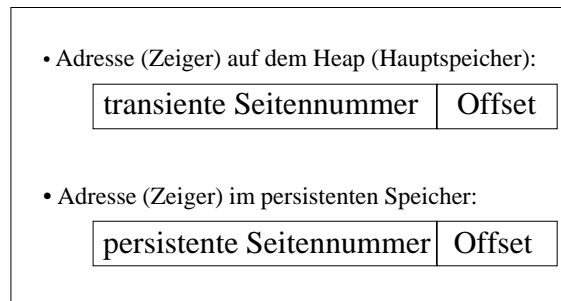 • Adresse (Zeiger) auf dem Heap (Hauptspeicher):
transiente Seitennummer Offset
• Adresse (Zeiger) im persistenten Speicher:
persistente Seitennummer Offset